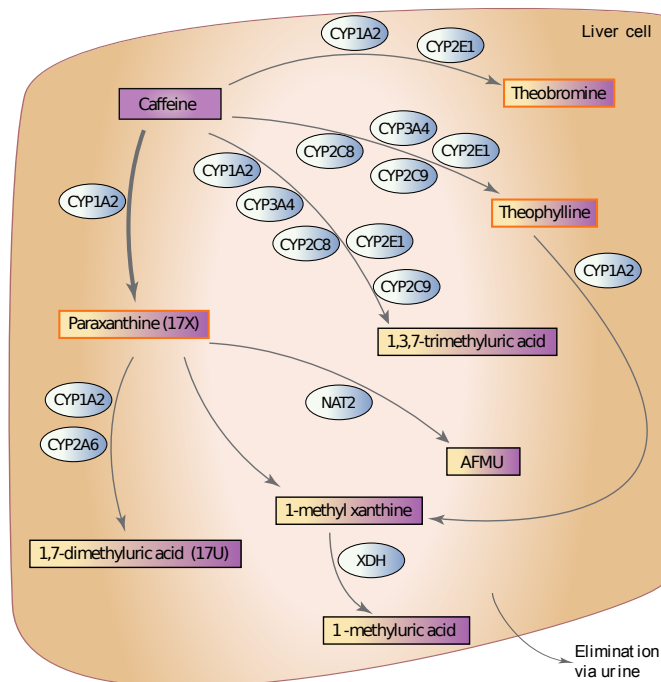 Liver cell
CYP1A2
CYP2E1
Theobromine
Caffeine
CYP3A4
CYP2C8
CYP2E1
CYP2C9
CYP1A2
CYP3A4
CYP2C8
CYP2E1
CYP2C9
CYP1A2
Theophylline
CYP1A2
Paraxanthine (17X)
1,3,7-trimethyluric acid
CYP1A2
CYP2A6
NAT2
AFMU
1-methyl xanthine
1,7-dimethyluric acid (17U)
XDH
1 -methyluric acid
Elimination
via urine